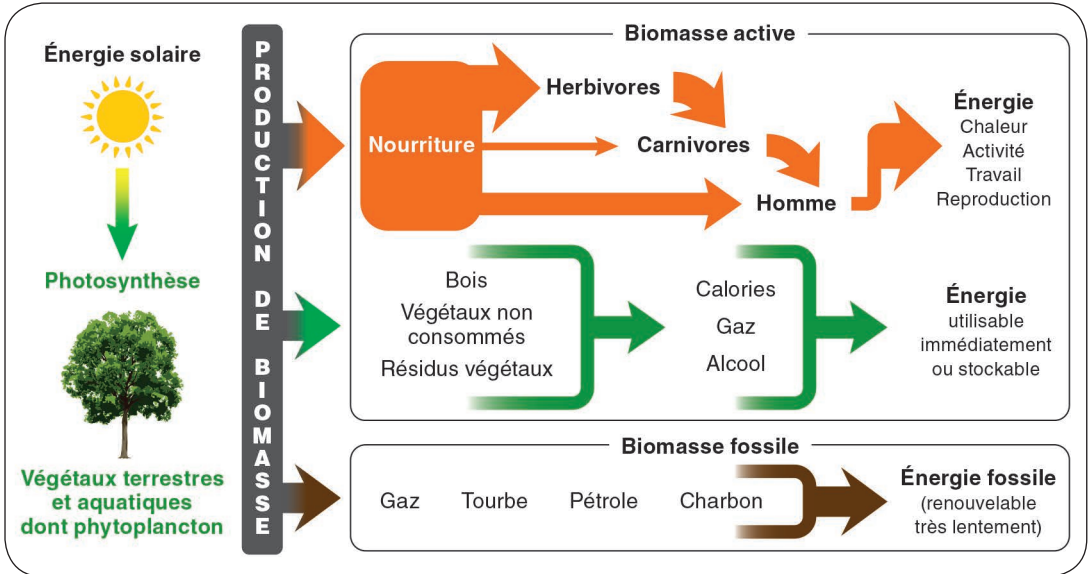 Énergie solaire
Photosynthèse
Végétaux terrestres
et aquatiques
dont phytoplancton
PRODUCTION DE BIOMASSE
Biomasse active
Nourriture
Herbivores
Carnivores
Homme
Énergie
Chaleur
Activité
Travail
Reproduction
Bois
Végétaux non
consommés
Résidus végétaux
Calories
Gaz
Alcool
Énergie
utilisable
immédiatement
ou stockable
Biomasse fossile
Gaz Tourbe Pétrole Charbon
Énergie fossile
(renouvelable
très lentement)